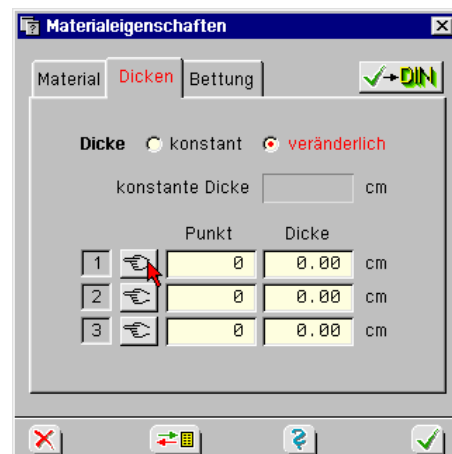 Materialeigenschaften
Material Dicken Bettung DIN
Dicke konstant veränderlich
konstante Dicke cm
Punkt Dicke
1 0 0.00 cm
2 0 0.00 cm
3 0 0.00 cm